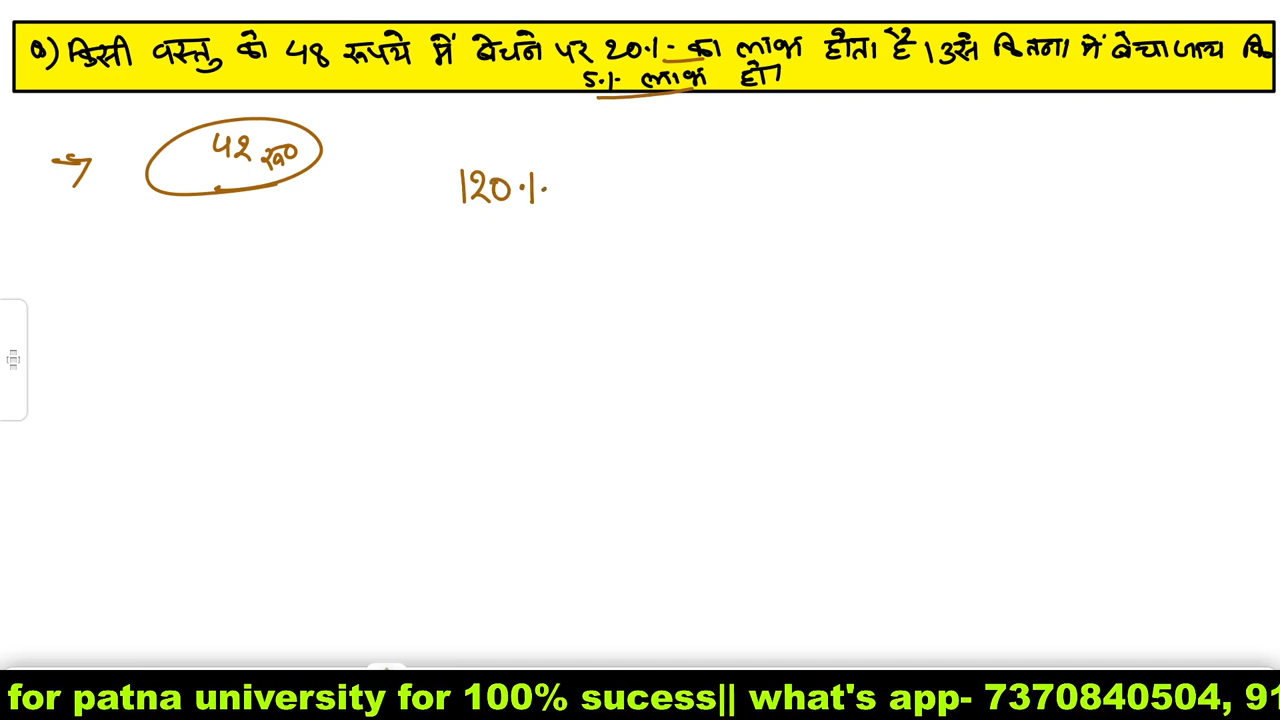 Q) किसी वस्तु को 48 रूपये में बेचने पर 20% का लाभ होता है। उसे कितना में बेचा जाय कि
5% लाभ हो।
→ 42 रू०
120%
for patna university for 100% sucess|| what's app- 7370840504, 91